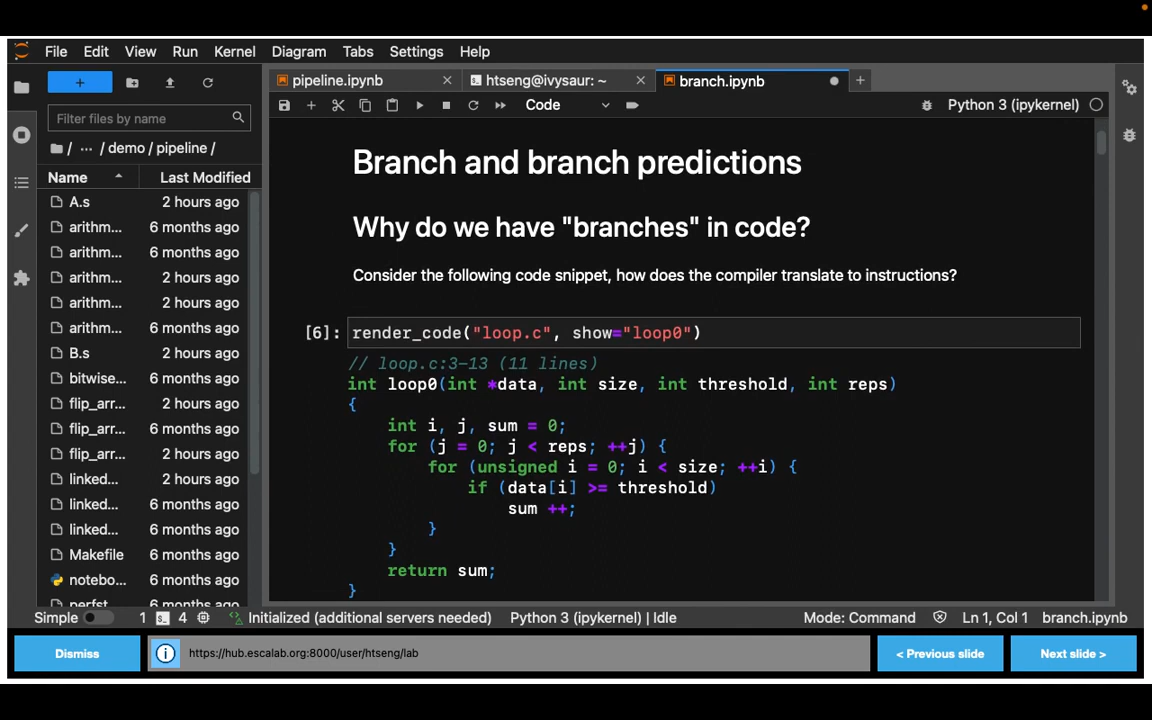 File Edit View Run Kernel Diagram Tabs Settings Help
pipeline.ipynb
htseng@ivysaur: ~
branch.ipynb
Code
Python 3 (ipykernel)
Filter files by name
/ ··· / demo / pipeline /
Name Last Modified
A.s 2 hours ago
arithm... 6 months ago
arithm... 6 months ago
arithm... 2 hours ago
arithm... 2 hours ago
arithm... 6 months ago
B.s 2 hours ago
bitwise... 6 months ago
flip_arr... 2 hours ago
flip_arr... 6 months ago
flip_arr... 2 hours ago
linked... 2 hours ago
linked... 6 months ago
linked... 6 months ago
Makefile 6 months ago
notebo... 6 months ago
perfst 6 months ago
Branch and branch predictions
Why do we have "branches" in code?
Consider the following code snippet, how does the compiler translate to instructions?
[6]: render_code("loop.c", show="loop0")
// loop.c:3-13 (11 lines)
int loop0(int *data, int size, int threshold, int reps)
{
int i, j, sum = 0;
for (j = 0; j < reps; ++j) {
for (unsigned i = 0; i < size; ++i) {
if (data[i] >= threshold)
sum ++;
}
}
return sum;
}
Simple 1 4 Initialized (additional servers needed) Python 3 (ipykernel) | Idle Mode: Command Ln 1, Col 1 branch.ipynb
Dismiss
https://hub.escalab.org:8000/user/htseng/lab
< Previous slide
Next slide >